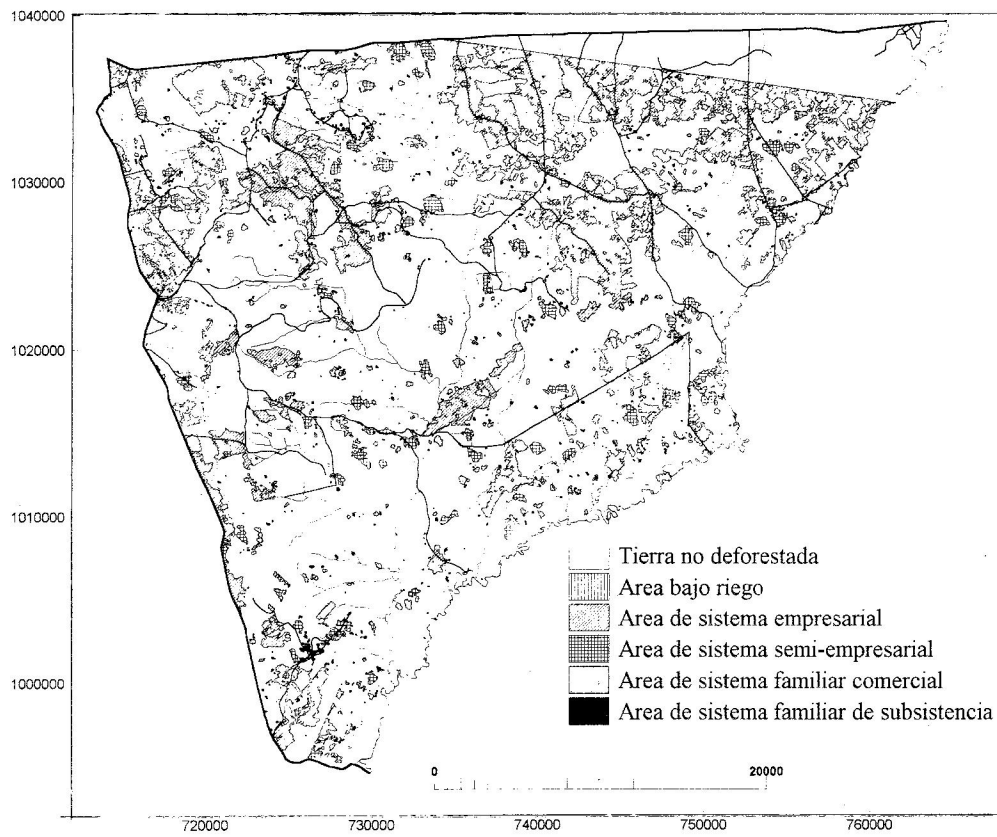 1040000
1030000
1020000
1010000
1000000
Tierra no deforestada
Area bajo riego
Area de sistema empresarial
Area de sistema semi-empresarial
Area de sistema familiar comercial
Area de sistema familiar de subsistencia
0 20000
720000 730000 740000 750000 760000